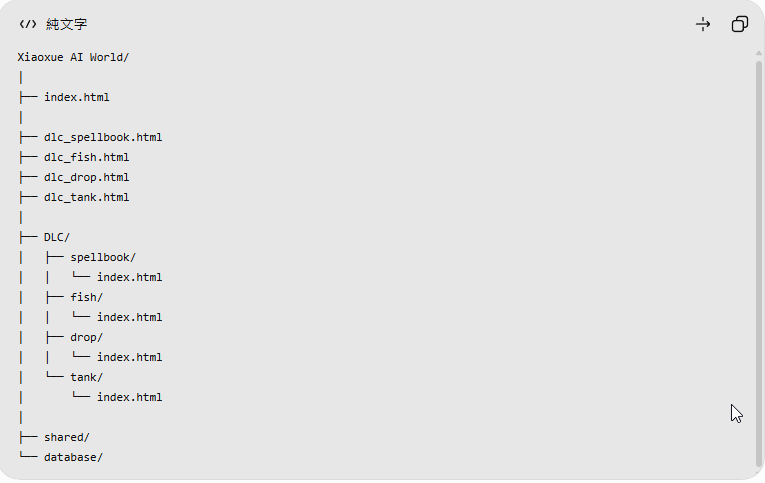 純文字
Xiaoxue AI World/
│
├── index.html
│
├── dlc_spellbook.html
├── dlc_fish.html
├── dlc_drop.html
├── dlc_tank.html
│
├── DLC/
│   ├── spellbook/
│   │   └── index.html
│   ├── fish/
│   │   └── index.html
│   ├── drop/
│   │   └── index.html
│   └── tank/
│       └── index.html
│
├── shared/
└── database/